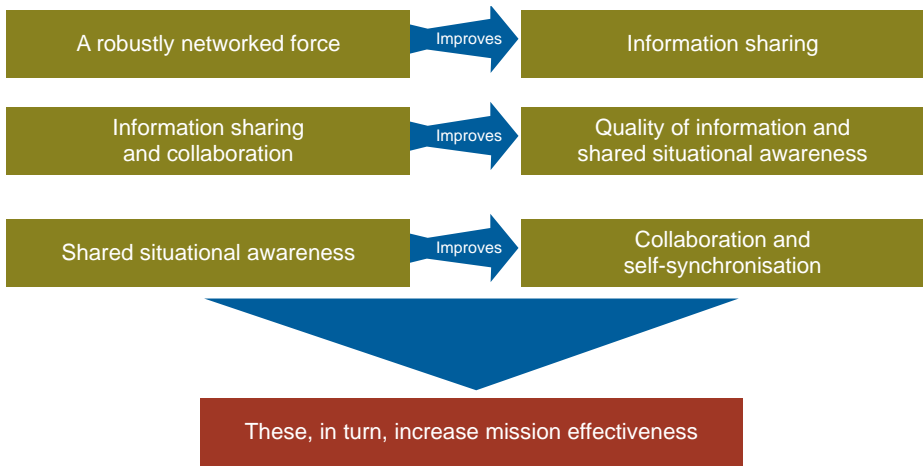 A robustly networked force
Improves
Information sharing
Information sharing
and collaboration
Improves
Quality of information and
shared situational awareness
Shared situational awareness
Improves
Collaboration and
self-synchronisation
These, in turn, increase mission effectiveness